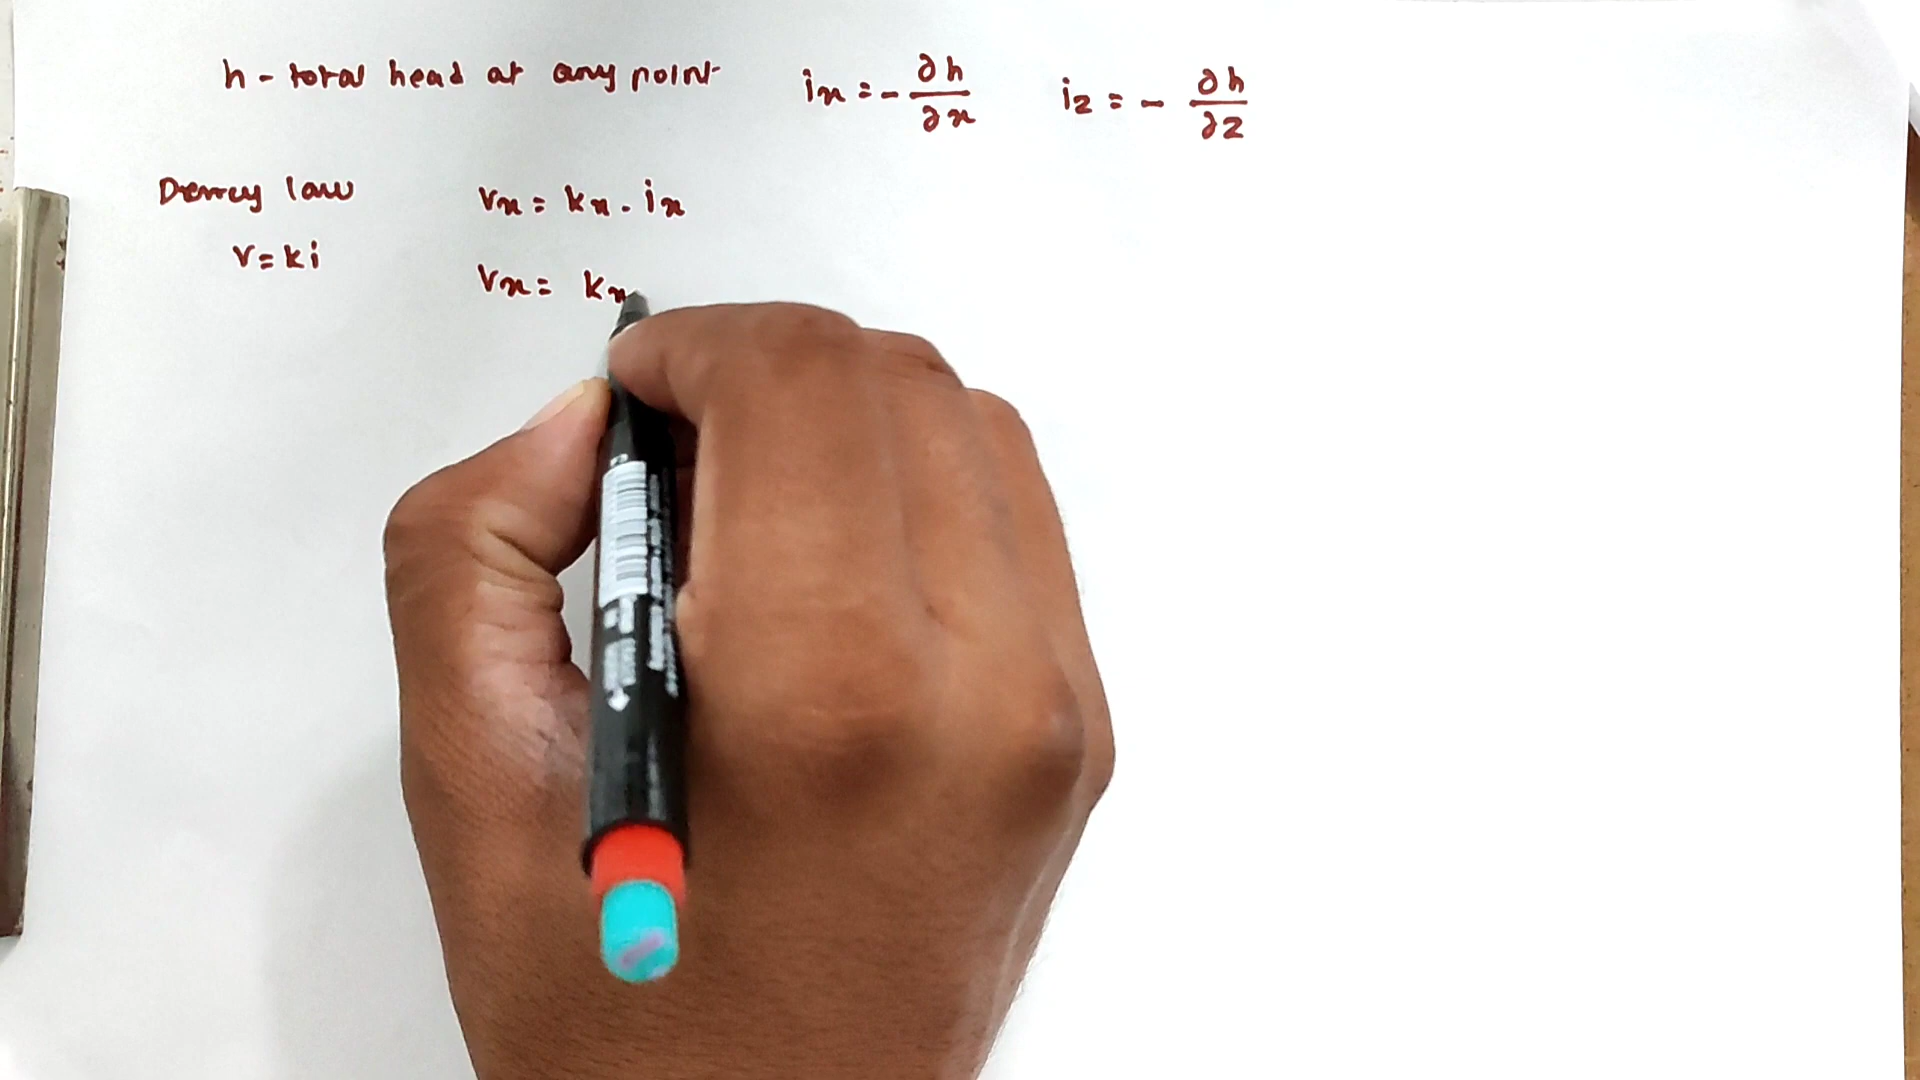 h - total head at any point ix = - ∂h/∂x iz = - ∂h/∂z
Darcy law vx = kx . ix
v = ki
vx = kx